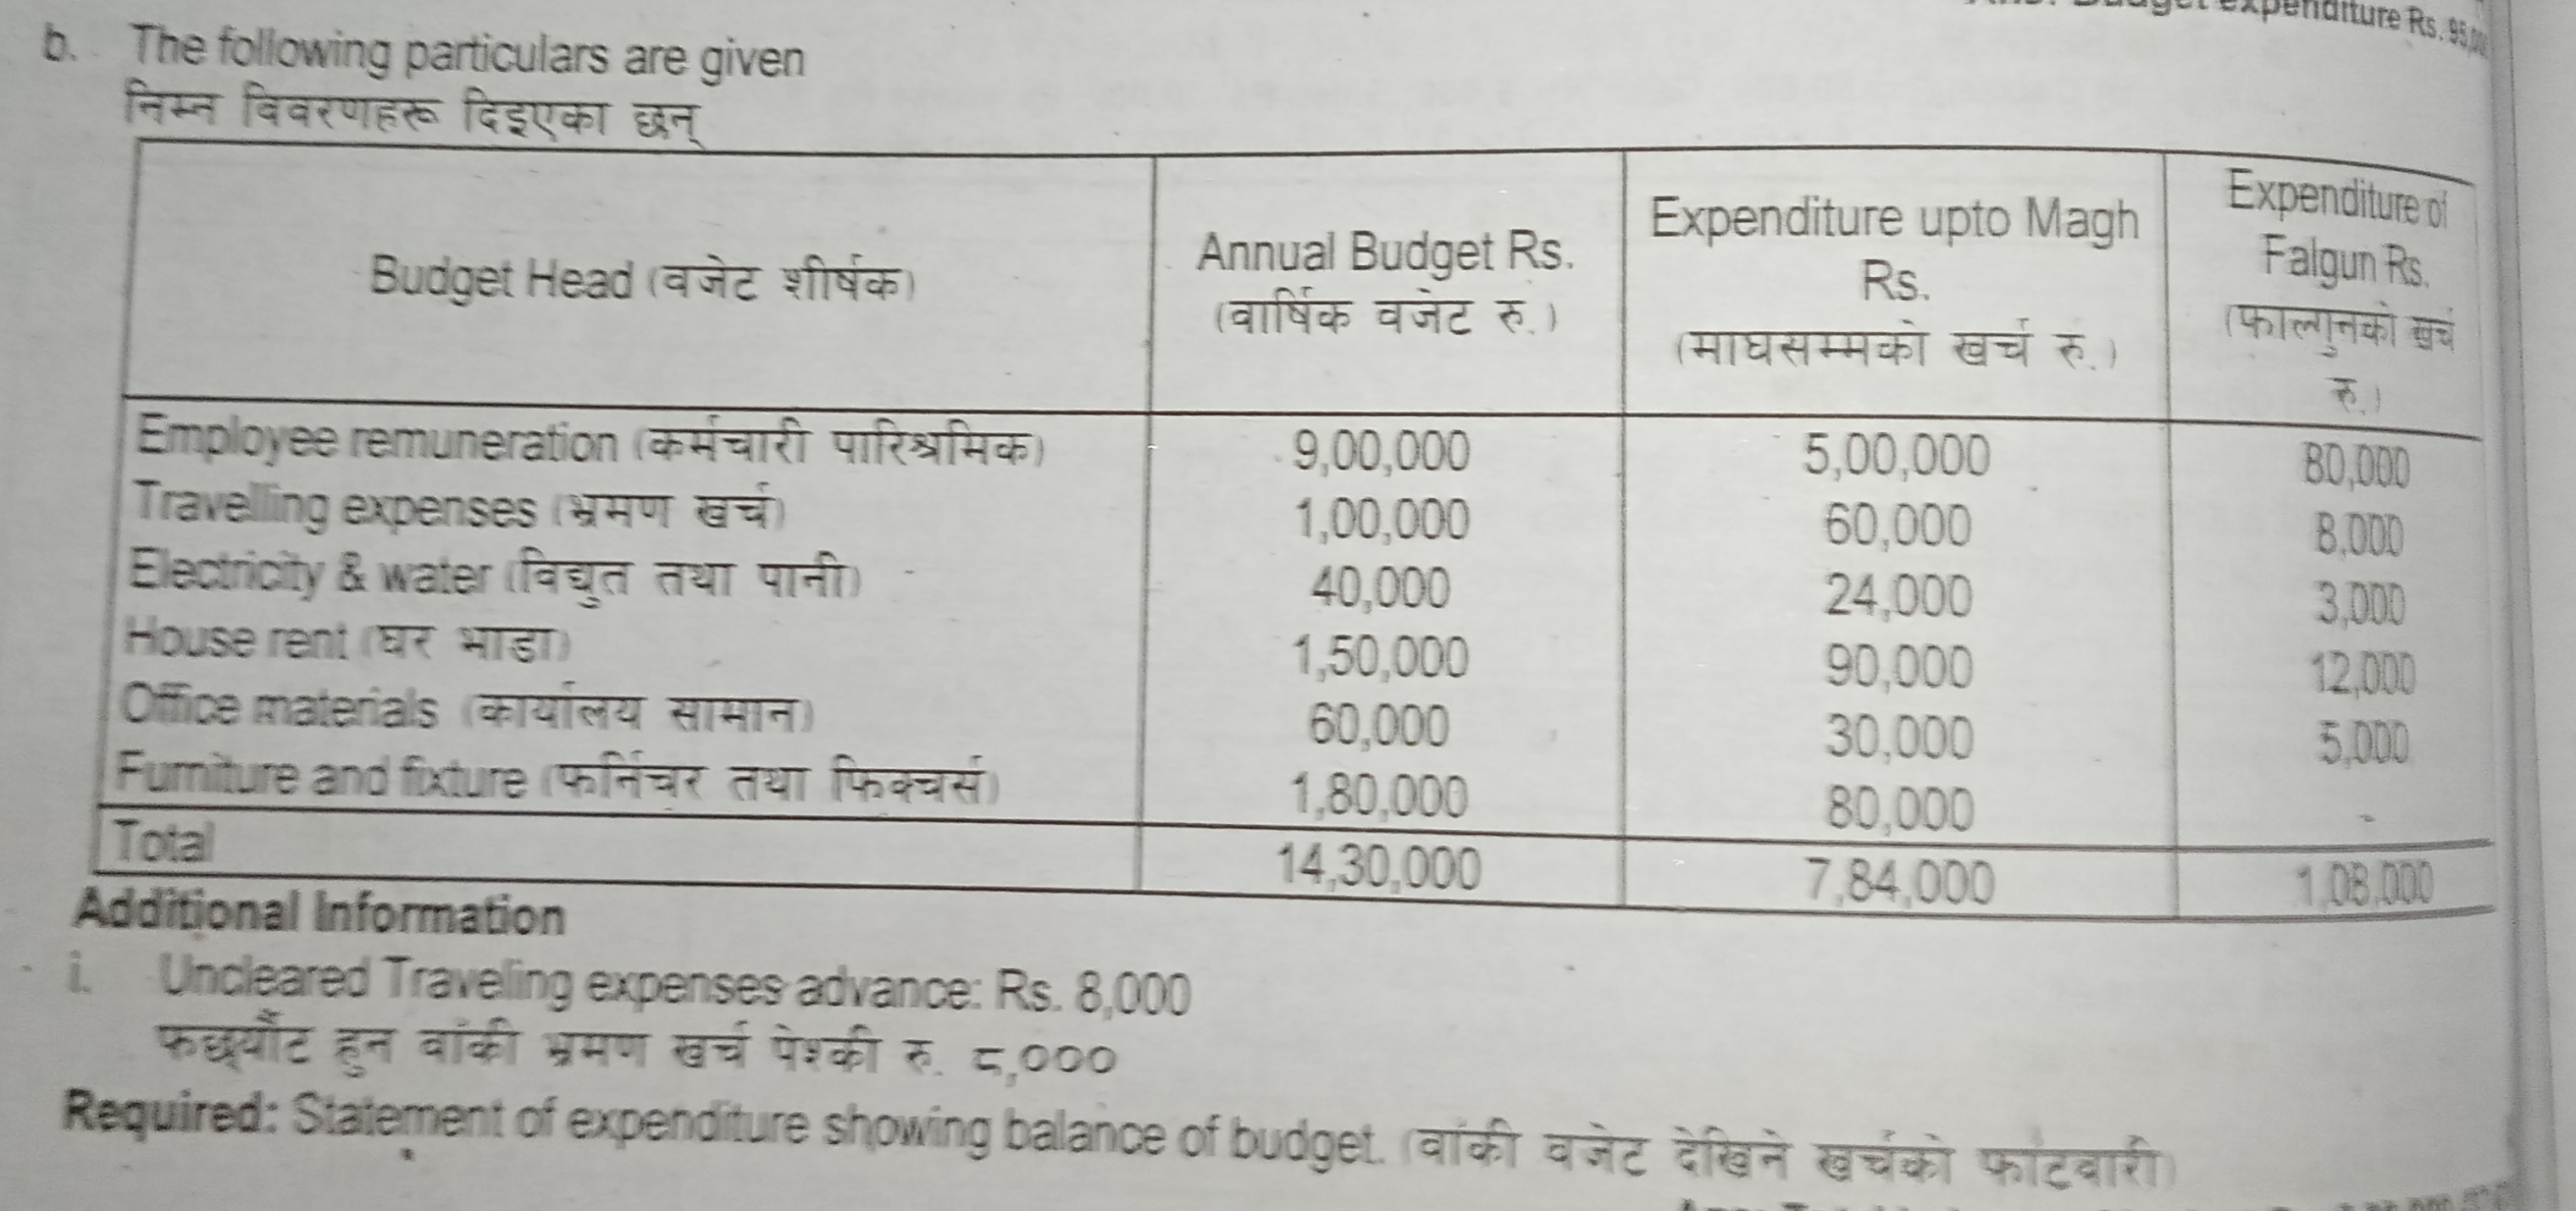 budget expenditure Rs. 95,000
b. The following particulars are given
निम्न विवरणहरू दिइएका छन्
Budget Head (वजेट शीर्षक) Annual Budget Rs. (वार्षिक वजेट रु.) Expenditure upto Magh Rs. (माघसम्मको खर्च रु.) Expenditure of Falgun Rs. (फाल्गुनको खर्च रु.)
Employee remuneration (कर्मचारी पारिश्रमिक) 9,00,000 5,00,000 80,000
Travelling expenses (भ्रमण खर्च) 1,00,000 60,000 8,000
Electricity & water (विद्युत तथा पानी) 40,000 24,000 3,000
House rent (घर भाडा) 1,50,000 90,000 12,000
Office materials (कार्यालय सामान) 60,000 30,000 5,000
Furniture and fixture (फर्निचर तथा फिक्चर्स) 1,80,000 80,000 -
Total 14,30,000 7,84,000 1,08,000
Additional Information
i. Uncleared Traveling expenses advance: Rs. 8,000
फछ्र्यौट हुन वांकी भ्रमण खर्च पेश्की रु. ८,०००
Required: Statement of expenditure showing balance of budget. (वांकी वजेट देखिने खर्चको फांटवारी)